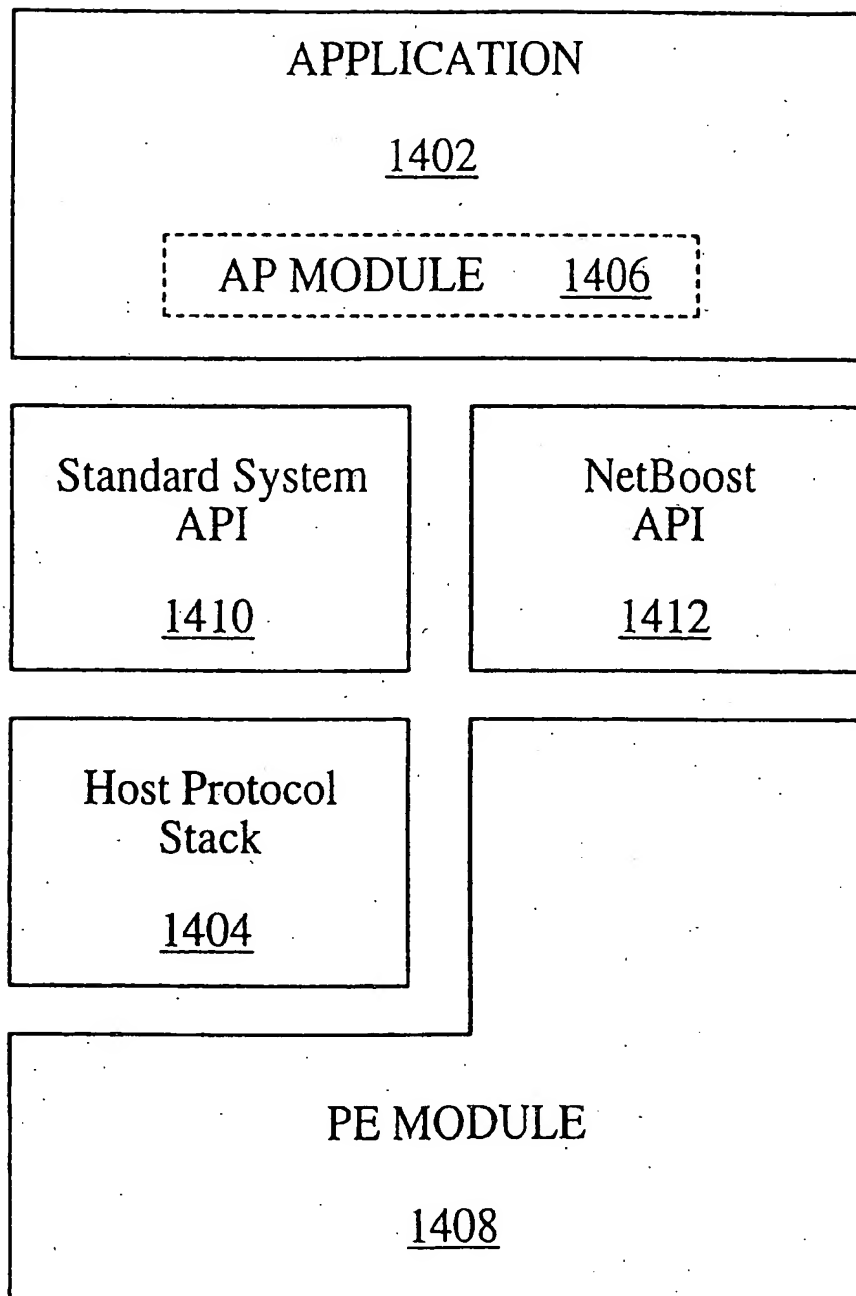 APPLICATION
1402
AP MODULE 1406
Standard System
API
1410
NetBoost
API
1412
Host Protocol
Stack
1404
PE MODULE
1408